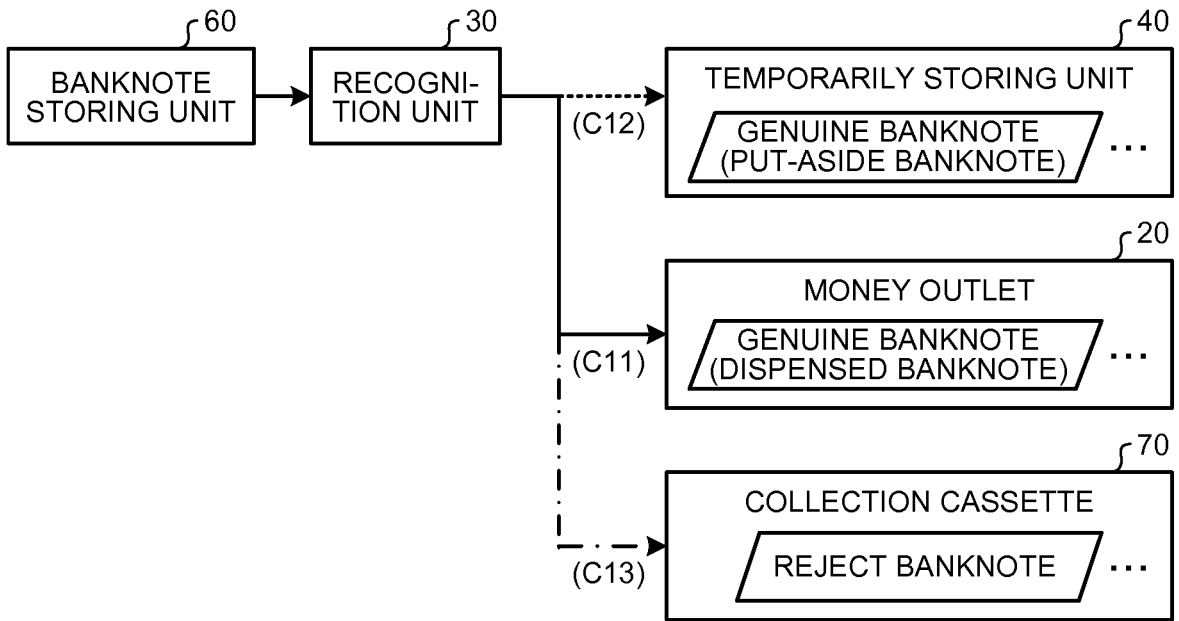 60
BANKNOTE
STORING UNIT
30
RECOGNI-
TION UNIT
(C12)
40
TEMPORARILY STORING UNIT
GENUINE BANKNOTE
(PUT-ASIDE BANKNOTE)
...
(C11)
20
MONEY OUTLET
GENUINE BANKNOTE
(DISPENSED BANKNOTE)
...
(C13)
70
COLLECTION CASSETTE
REJECT BANKNOTE
...